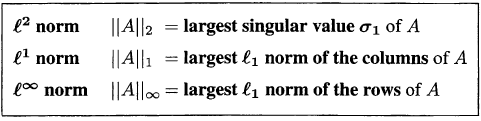 ℓ² norm ||A||₂ = largest singular value σ₁ of A
ℓ¹ norm ||A||₁ = largest ℓ₁ norm of the columns of A
ℓ∞ norm ||A||∞ = largest ℓ₁ norm of the rows of A